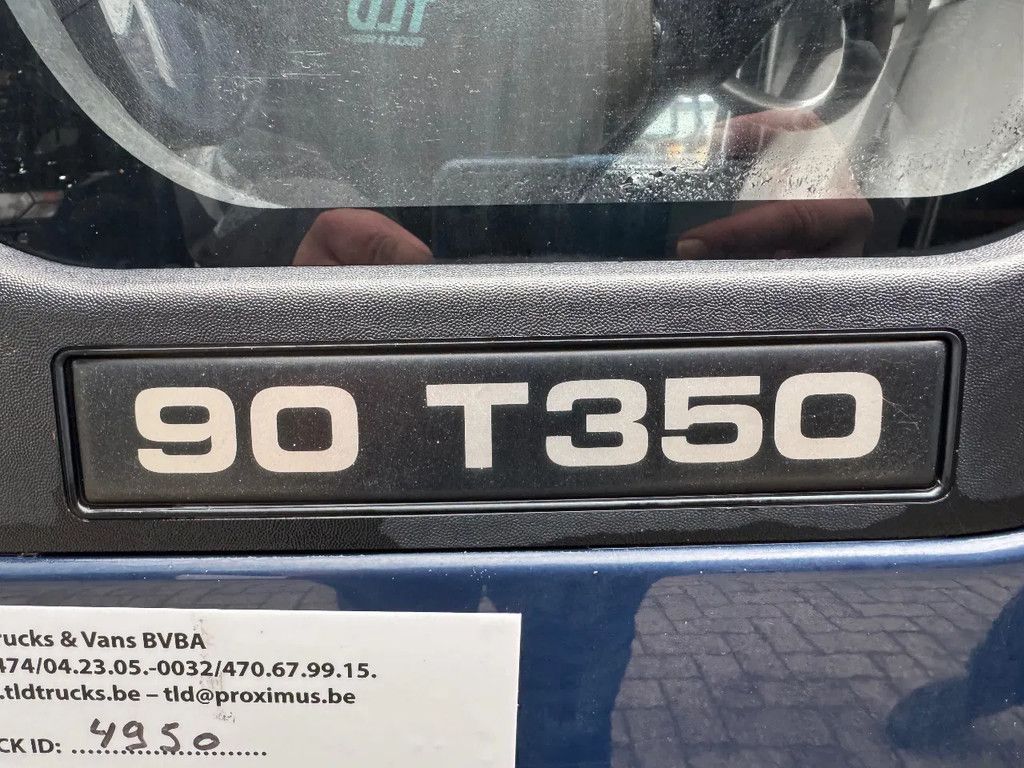 TLD
90 T350
rucks & Vans BVBA
474/04.23.05.-0032/470.67.99.15.
.tldtrucks.be – tld@proximus.be
CK ID: ....4950.......